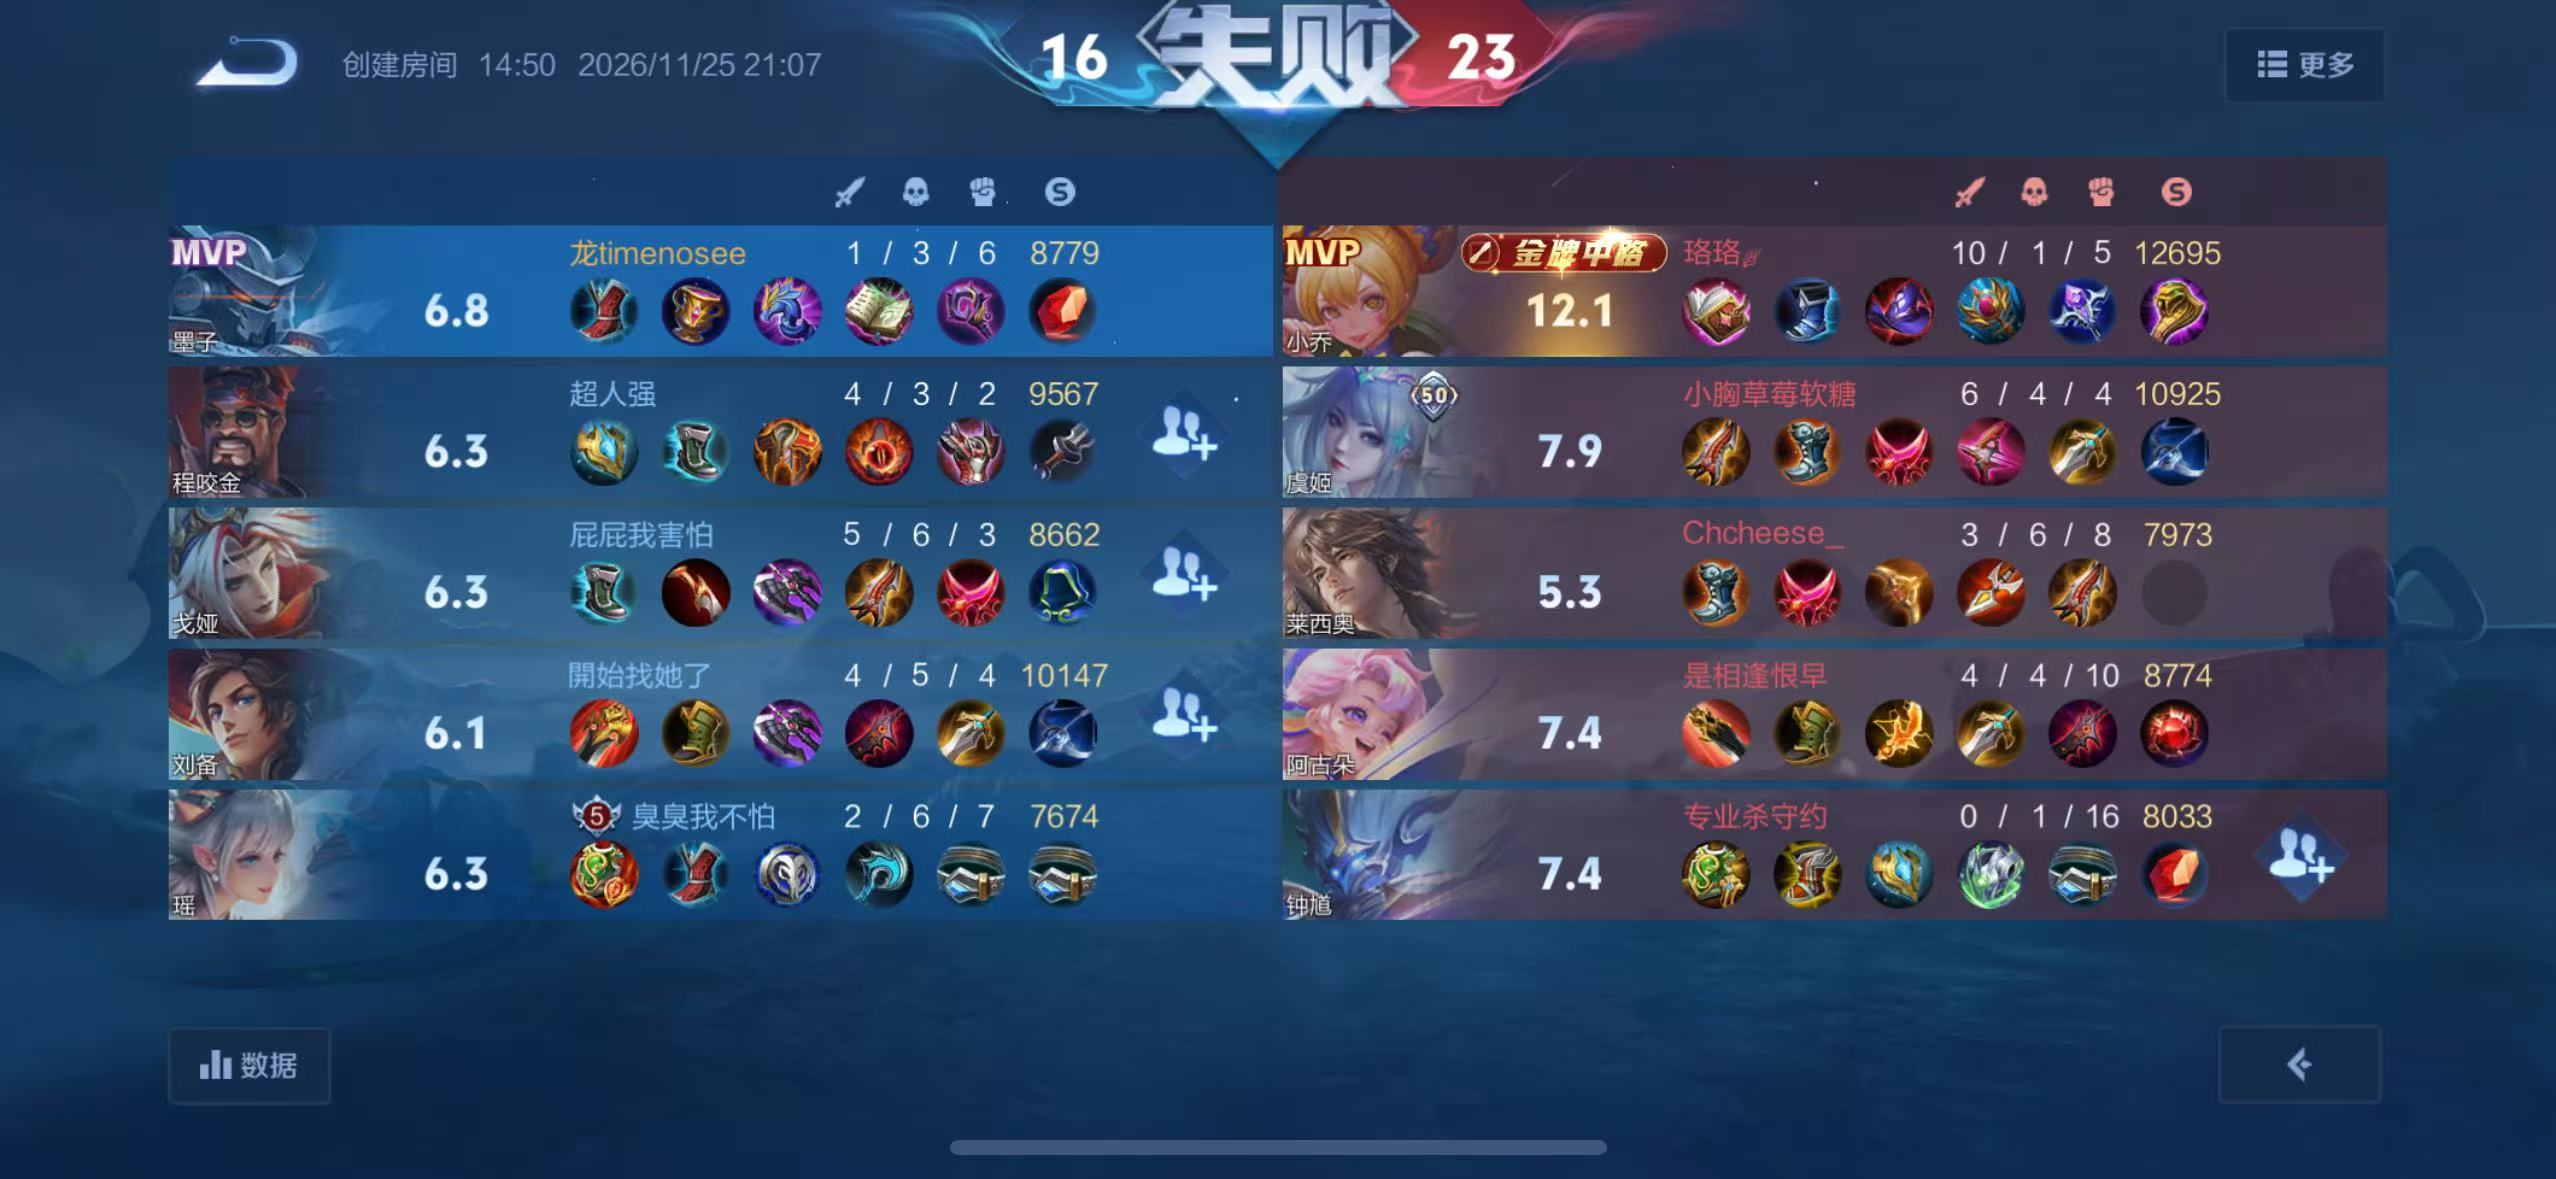 创建房间 14:50 2026/11/25 21:07
16 失败 23
更多
MVP 龙timenosee 1 / 3 / 6 8779
6.8
墨子
超人强 4 / 3 / 2 9567
6.3
程咬金
屁屁我害怕 5 / 6 / 3 8662
6.3
戈娅
開始找她了 4 / 5 / 4 10147
6.1
刘备
5 臭臭我不怕 2 / 6 / 7 7674
6.3
瑶
MVP 金牌中路 珞珞 10 / 1 / 5 12695
12.1
小乔
50 小胸草莓软糖 6 / 4 / 4 10925
7.9
虞姬
Chcheese_ 3 / 6 / 8 7973
5.3
莱西奥
是相逢恨早 4 / 4 / 10 8774
7.4
阿古朵
专业杀守约 0 / 1 / 16 8033
7.4
钟馗
数据